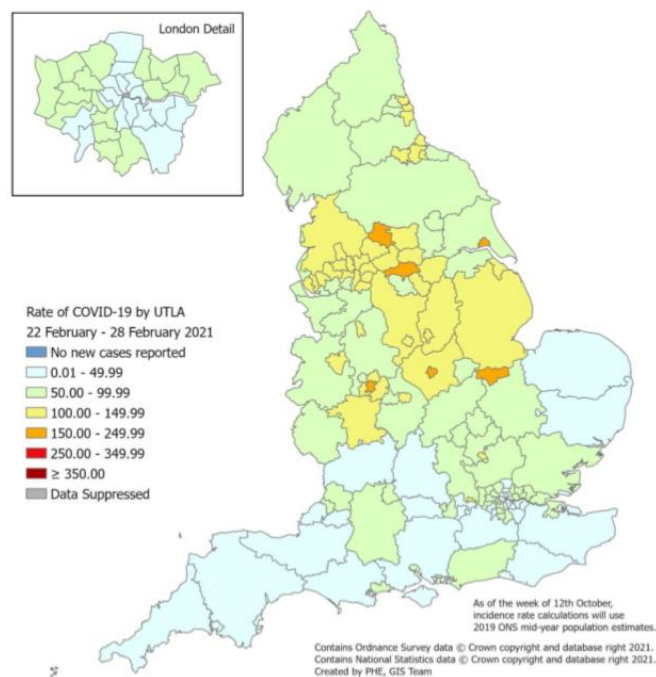 London Detail
Rate of COVID-19 by UTLA
22 February - 28 February 2021
No new cases reported
0.01 - 49.99
50.00 - 99.99
100.00 - 149.99
150.00 - 249.99
250.00 - 349.99
≥ 350.00
Data Suppressed
As of the week of 12th October,
incidence rate calculations will use
2019 ONS mid-year population estimates.
Contains Ordnance Survey data © Crown copyright and database right 2021.
Contains National Statistics data © Crown copyright and database right 2021.
Created by PHE, GIS Team